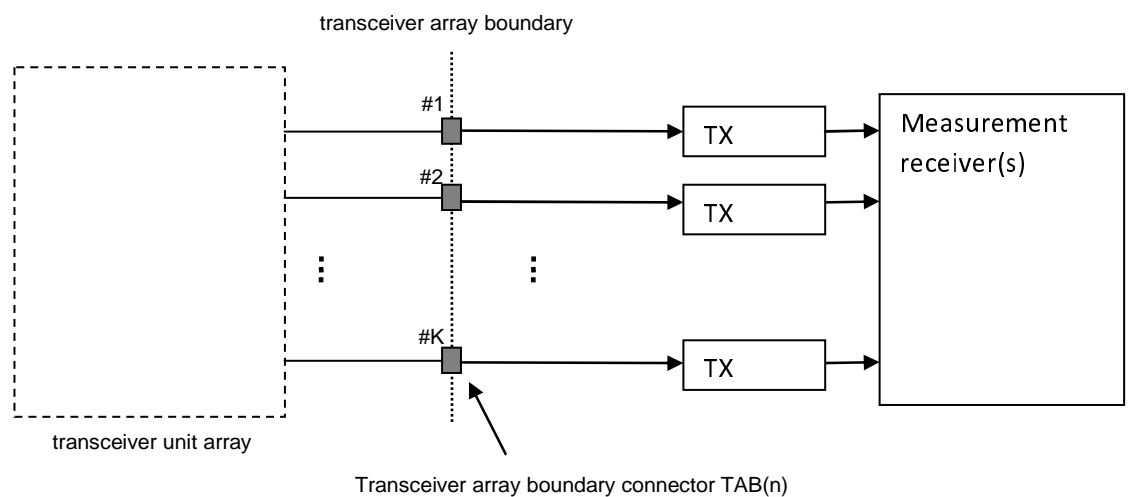 transceiver array boundary
#1
TX
Measurement
receiver(s)
#2
TX
#K
TX
transceiver unit array
Transceiver array boundary connector TAB(n)